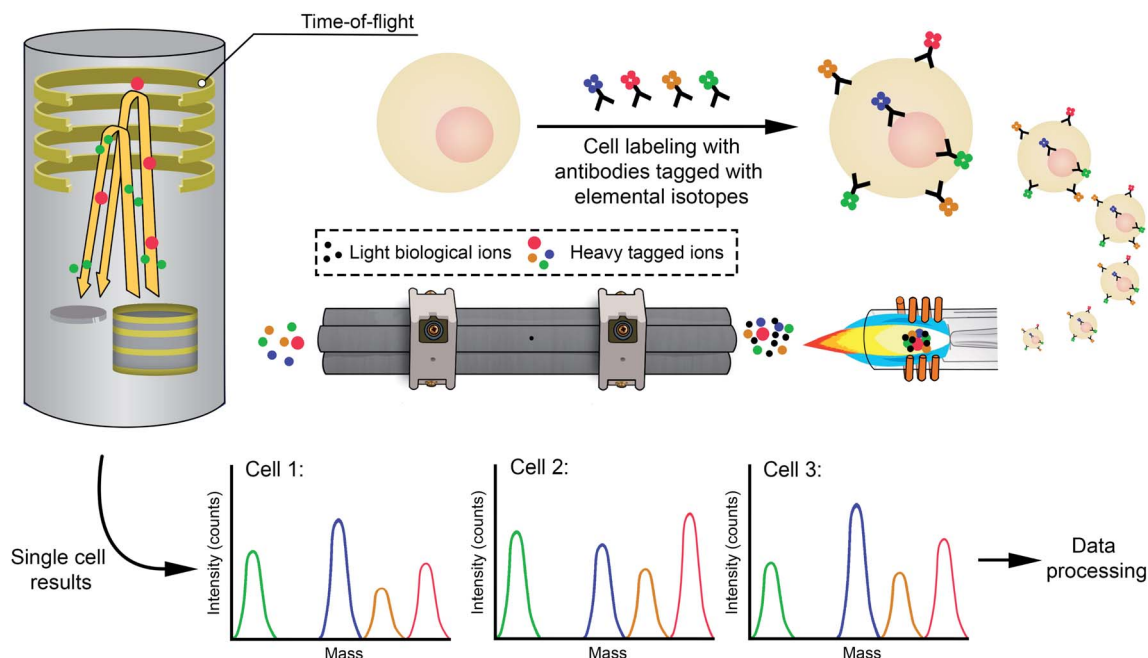 Time-of-flight
Cell labeling with
antibodies tagged with
elemental isotopes
Light biological ions
Heavy tagged ions
Single cell
results
Cell 1:
Intensity (counts)
Mass
Cell 2:
Intensity (counts)
Mass
Cell 3:
Intensity (counts)
Mass
Data
processing